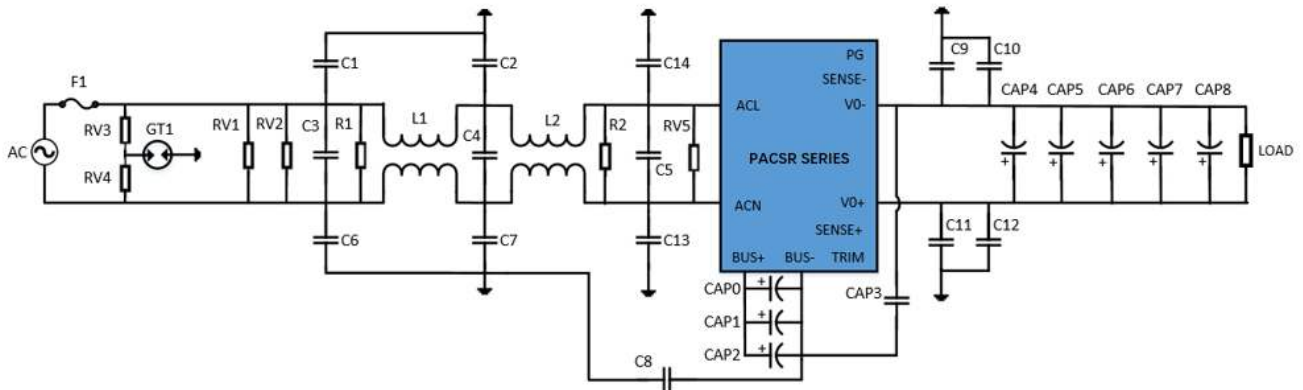 F1
AC
RV3
RV4
GT1
RV1
RV2
C1
C3
R1
C6
L1
C2
C4
C7
L2
R2
C14
C5
C13
RV5
PG
SENSE-
ACL
V0-
PACSR SERIES
ACN
V0+
SENSE+
BUS+
BUS-
TRIM
CAP0
+
CAP1
+
CAP2
+
C8
CAP3
C9
C10
C11
C12
CAP4
CAP5
CAP6
CAP7
CAP8
+
+
+
+
+
LOAD